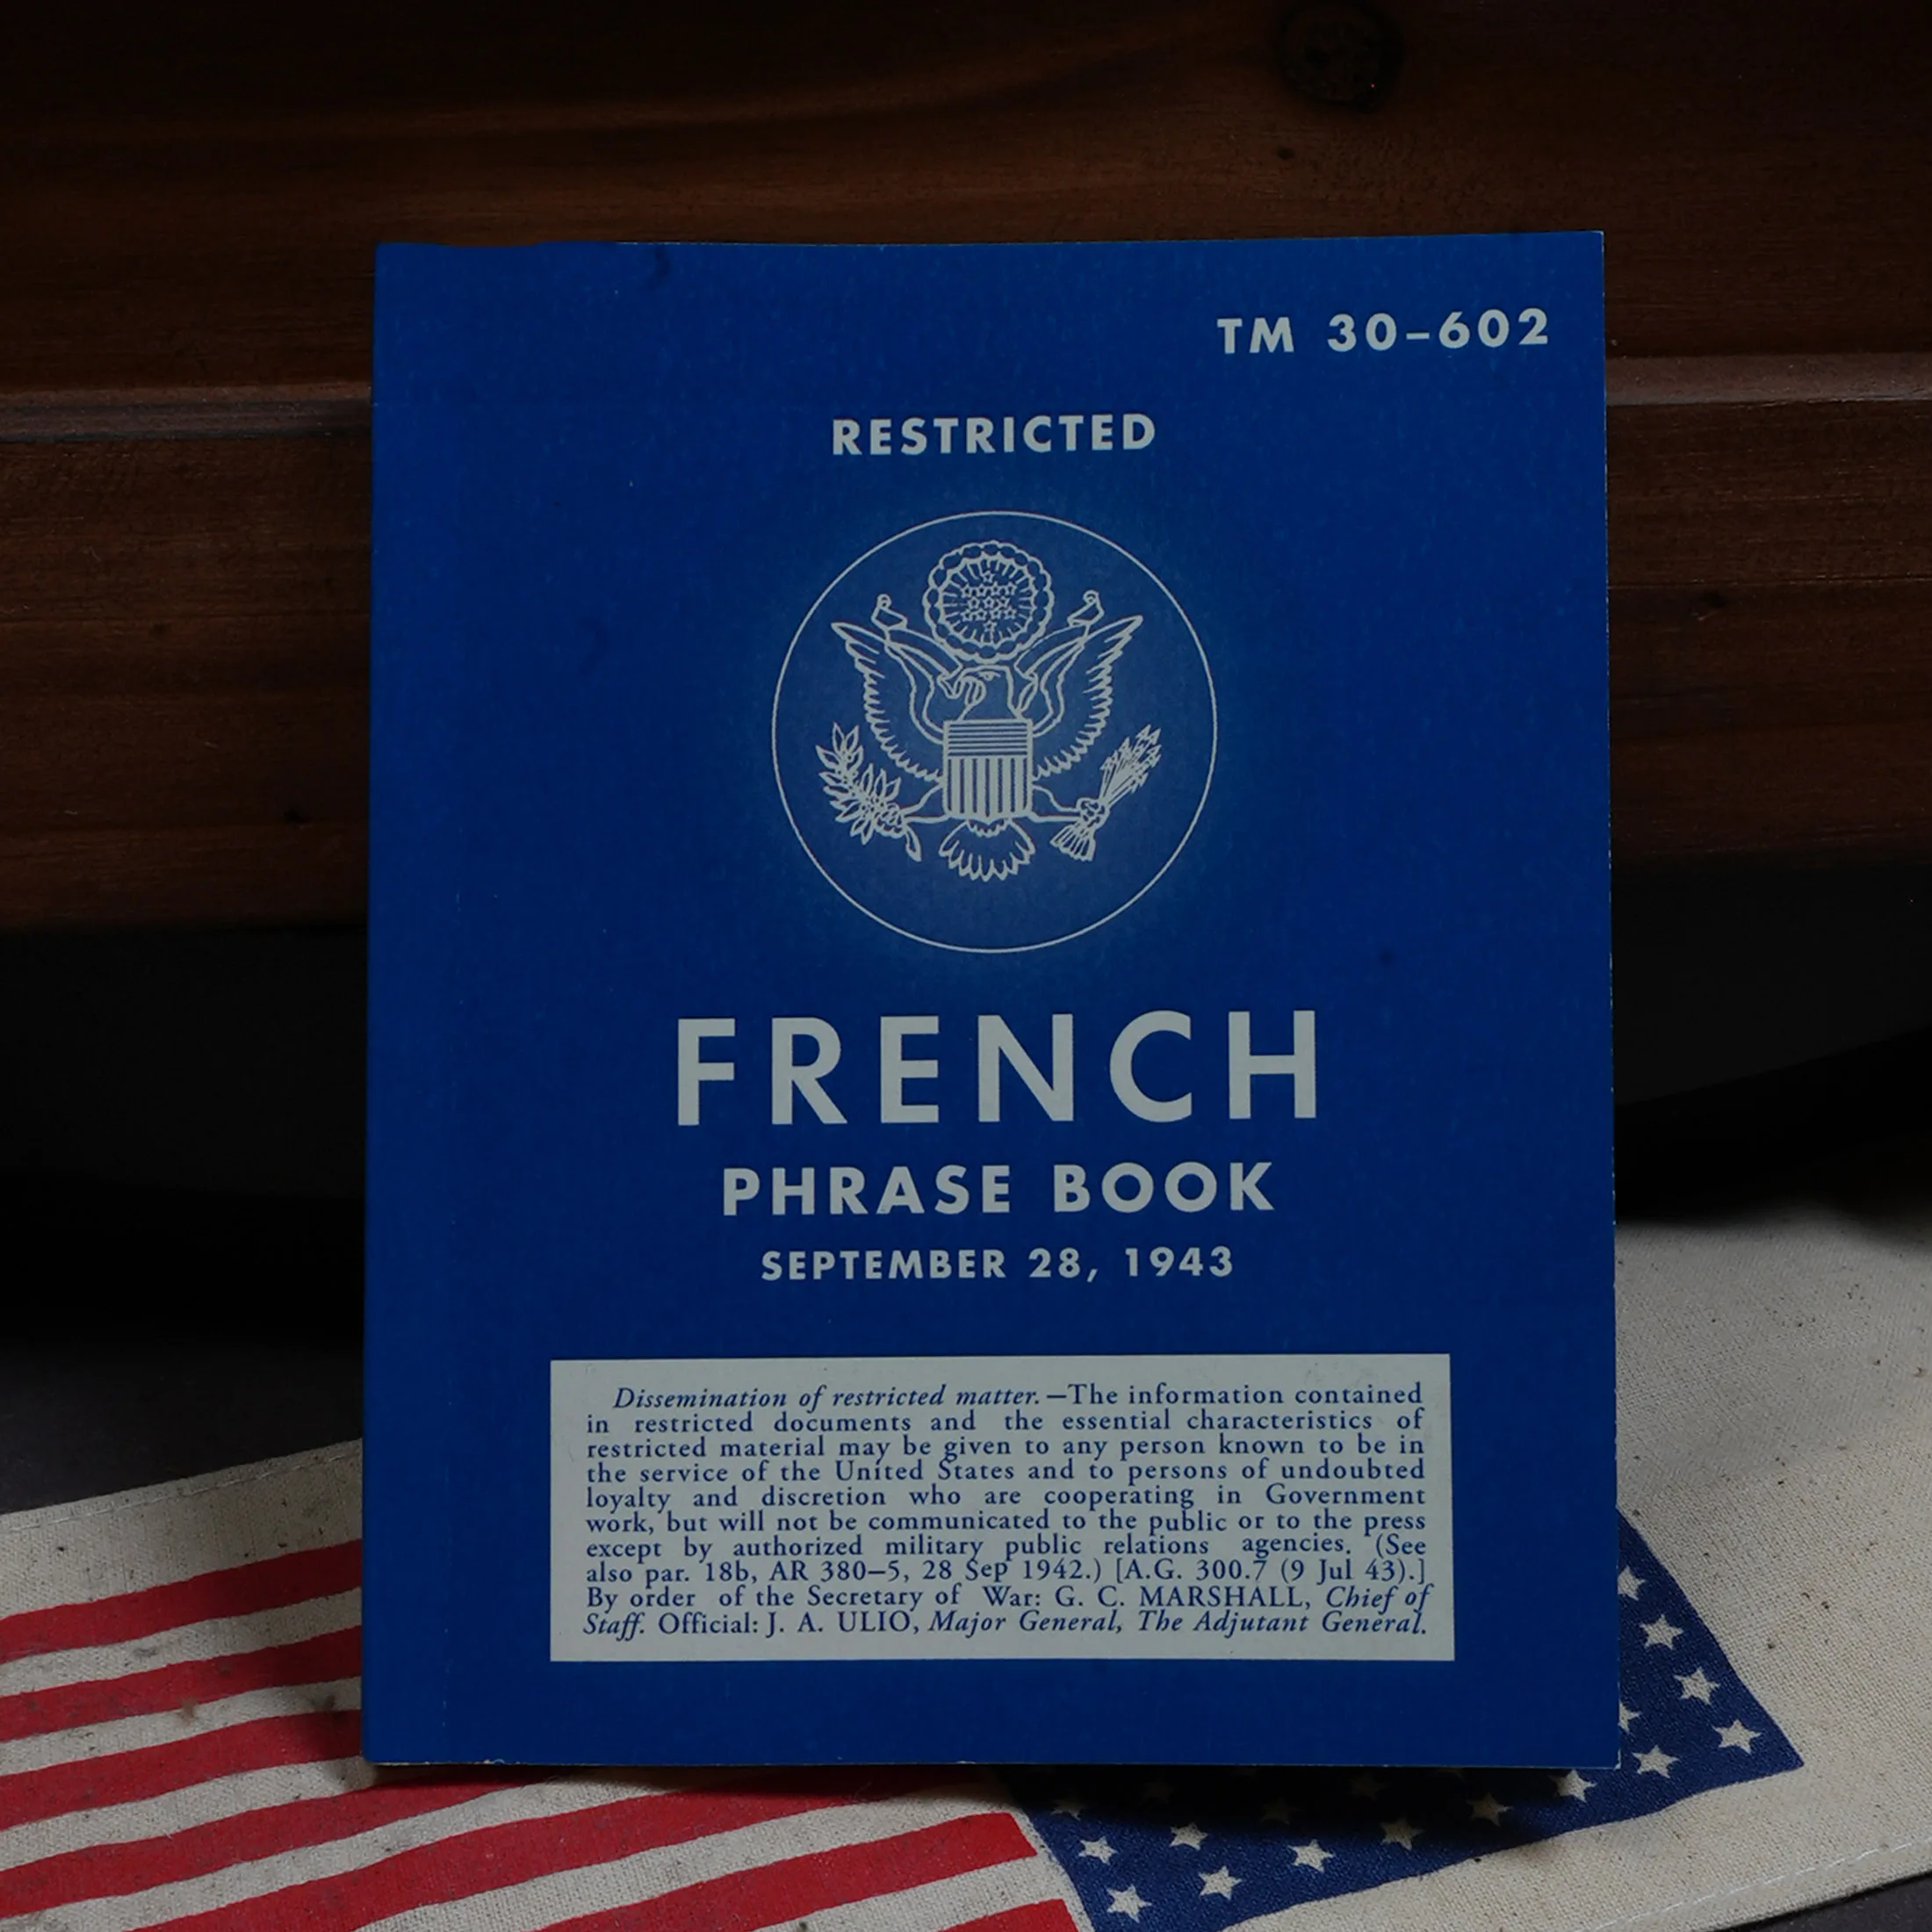 TM 30-602
RESTRICTED
FRENCH
PHRASE BOOK
SEPTEMBER 28, 1943
Dissemination of restricted matter.—The information contained
in restricted documents and the essential characteristics of
restricted material may be given to any person known to be in
the service of the United States and to persons of undoubted
loyalty and discretion who are cooperating in Government
work, but will not be communicated to the public or to the press
except by authorized military public relations agencies. (See
also par. 18b, AR 380–5, 28 Sep 1942.) [A.G. 300.7 (9 Jul 43).]
By order of the Secretary of War: G. C. MARSHALL, Chief of
Staff. Official: J. A. ULIO, Major General, The Adjutant General.